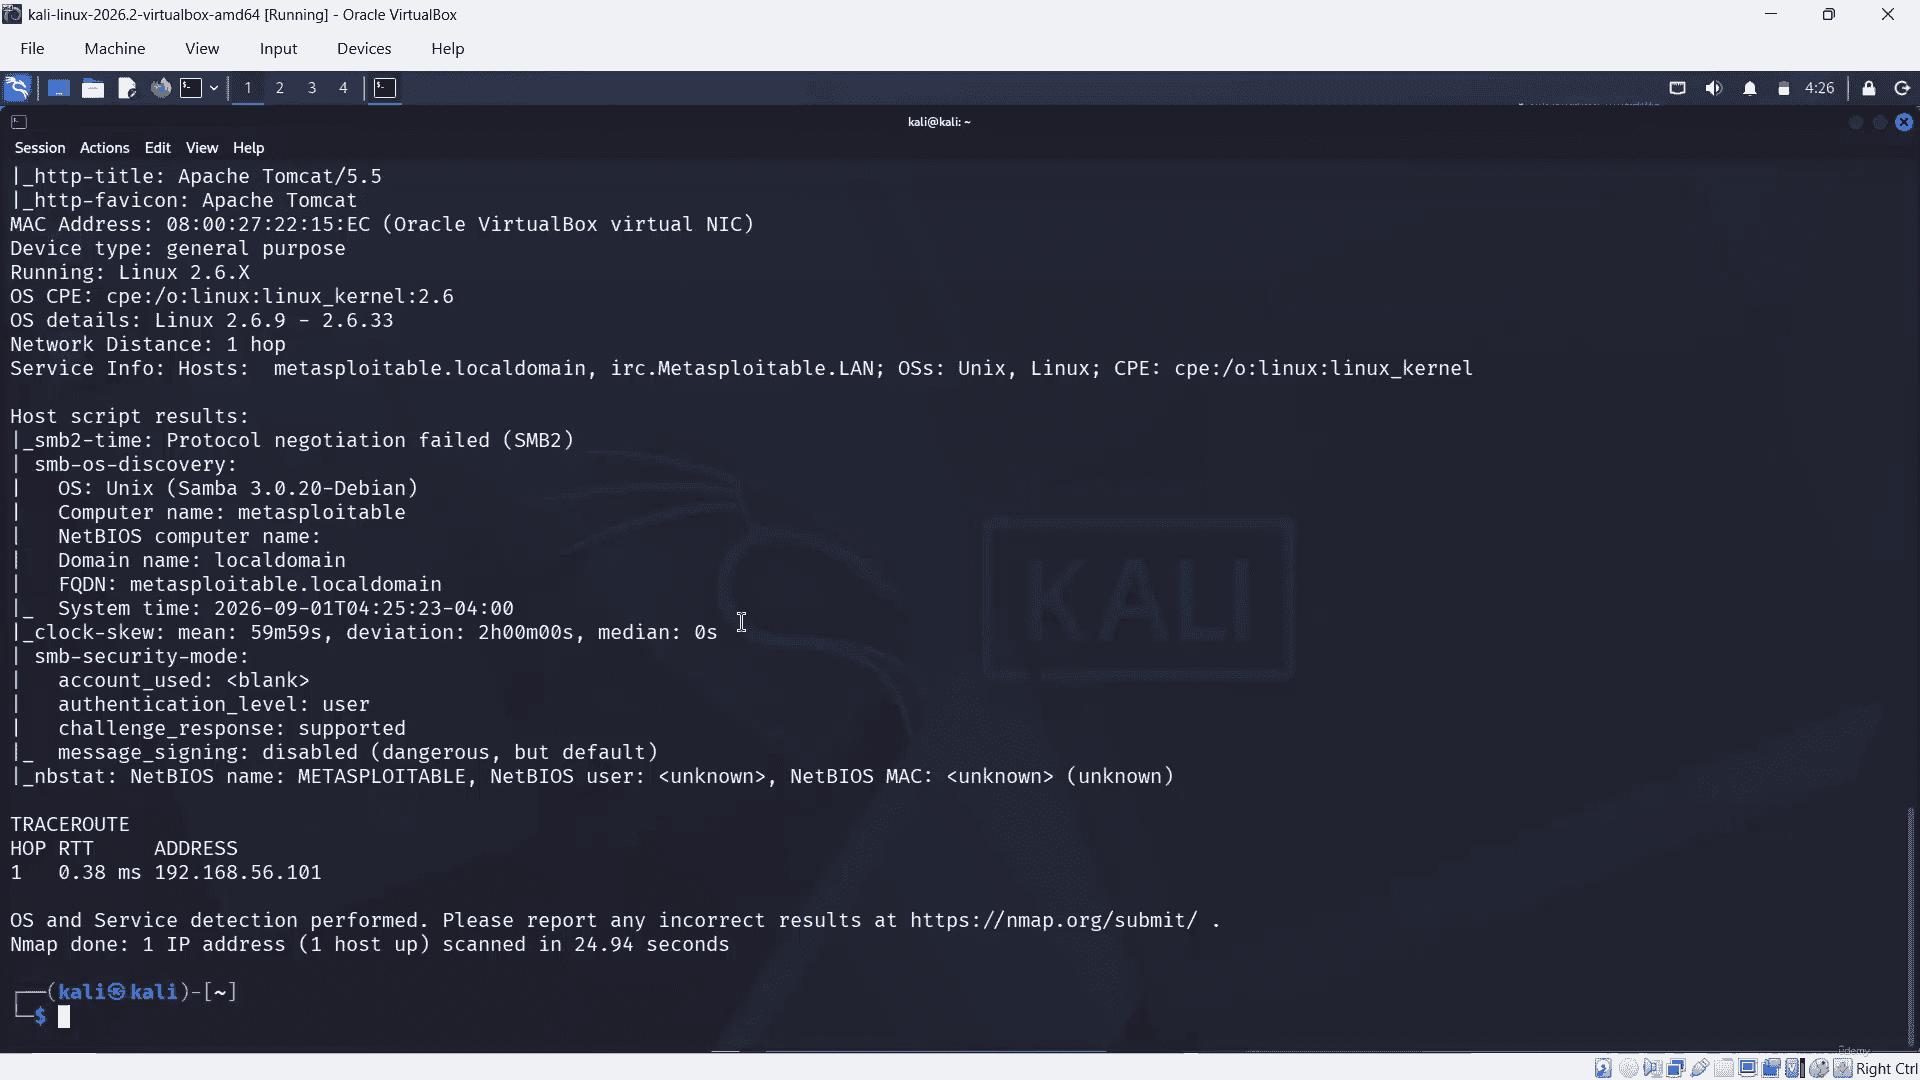 kali-linux-2026.2-virtualbox-amd64 [Running] - Oracle VirtualBox
File Machine View Input Devices Help
1 2 3 4 4:26
kali@kali: ~
Session Actions Edit View Help
|_http-title: Apache Tomcat/5.5
|_http-favicon: Apache Tomcat
MAC Address: 08:00:27:22:15:EC (Oracle VirtualBox virtual NIC)
Device type: general purpose
Running: Linux 2.6.X
OS CPE: cpe:/o:linux:linux_kernel:2.6
OS details: Linux 2.6.9 - 2.6.33
Network Distance: 1 hop
Service Info: Hosts:  metasploitable.localdomain, irc.Metasploitable.LAN; OSs: Unix, Linux; CPE: cpe:/o:linux:linux_kernel
Host script results:
|_smb2-time: Protocol negotiation failed (SMB2)
| smb-os-discovery:
|   OS: Unix (Samba 3.0.20-Debian)
|   Computer name: metasploitable
|   NetBIOS computer name:
|   Domain name: localdomain
|   FQDN: metasploitable.localdomain
|_  System time: 2026-09-01T04:25:23-04:00
|_clock-skew: mean: 59m59s, deviation: 2h00m00s, median: 0s
| smb-security-mode:
|   account_used: <blank>
|   authentication_level: user
|   challenge_response: supported
|_  message_signing: disabled (dangerous, but default)
|_nbstat: NetBIOS name: METASPLOITABLE, NetBIOS user: <unknown>, NetBIOS MAC: <unknown> (unknown)
TRACEROUTE
HOP RTT     ADDRESS
1   0.38 ms 192.168.56.101
OS and Service detection performed. Please report any incorrect results at https://nmap.org/submit/ .
Nmap done: 1 IP address (1 host up) scanned in 24.94 seconds
┌──(kali㉿kali)-[~]
└─$
KALI
Udemy
Right Ctrl